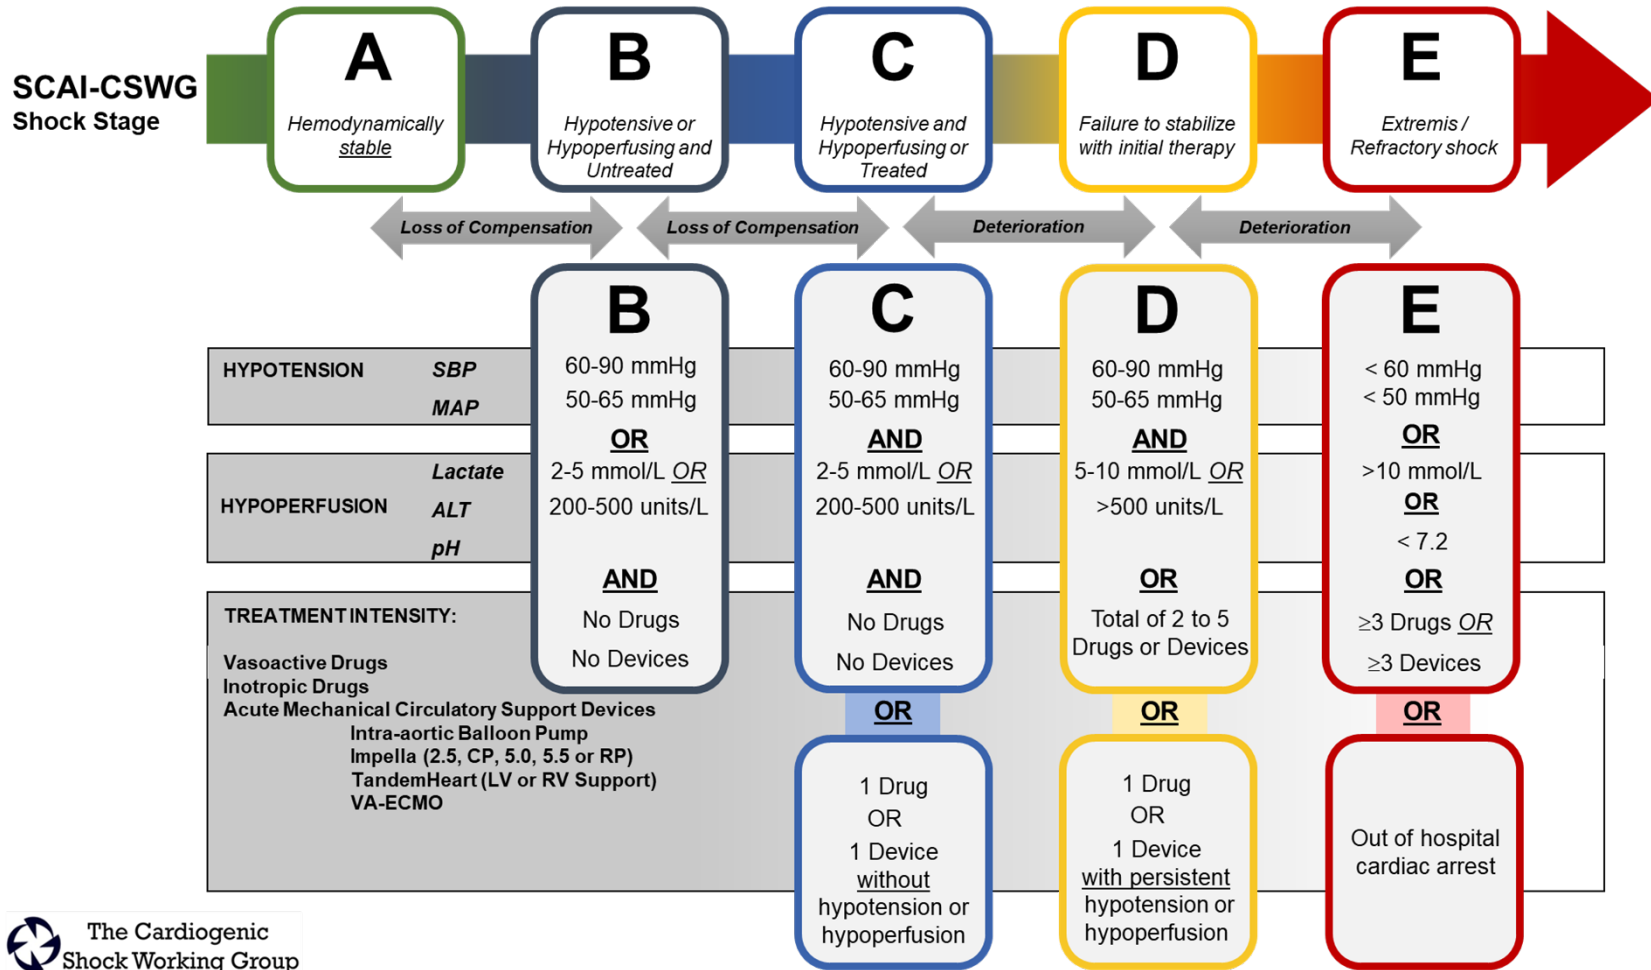 SCAI-CSWG
Shock Stage
A
Hemodynamically
stable
B
Hypotensive or
Hypoperfusing and
Untreated
C
Hypotensive and
Hypoperfusing or
Treated
D
Failure to stabilize
with initial therapy
E
Extremis /
Refractory shock
Loss of Compensation
Loss of Compensation
Deterioration
Deterioration
HYPOTENSION
SBP
MAP
HYPOPERFUSION
Lactate
ALT
pH
TREATMENT INTENSITY:
Vasoactive Drugs
Inotropic Drugs
Acute Mechanical Circulatory Support Devices
Intra-aortic Balloon Pump
Impella (2.5, CP, 5.0, 5.5 or RP)
TandemHeart (LV or RV Support)
VA-ECMO
B
60-90 mmHg
50-65 mmHg
OR
2-5 mmol/L OR
200-500 units/L
AND
No Drugs
No Devices
C
60-90 mmHg
50-65 mmHg
AND
2-5 mmol/L OR
200-500 units/L
AND
No Drugs
No Devices
OR
1 Drug
OR
1 Device
without
hypotension or
hypoperfusion
D
60-90 mmHg
50-65 mmHg
AND
5-10 mmol/L OR
>500 units/L
OR
Total of 2 to 5
Drugs or Devices
OR
1 Drug
OR
1 Device
with persistent
hypotension or
hypoperfusion
E
< 60 mmHg
< 50 mmHg
OR
>10 mmol/L
OR
< 7.2
OR
≥3 Drugs OR
≥3 Devices
OR
Out of hospital
cardiac arrest
The Cardiogenic
Shock Working Group